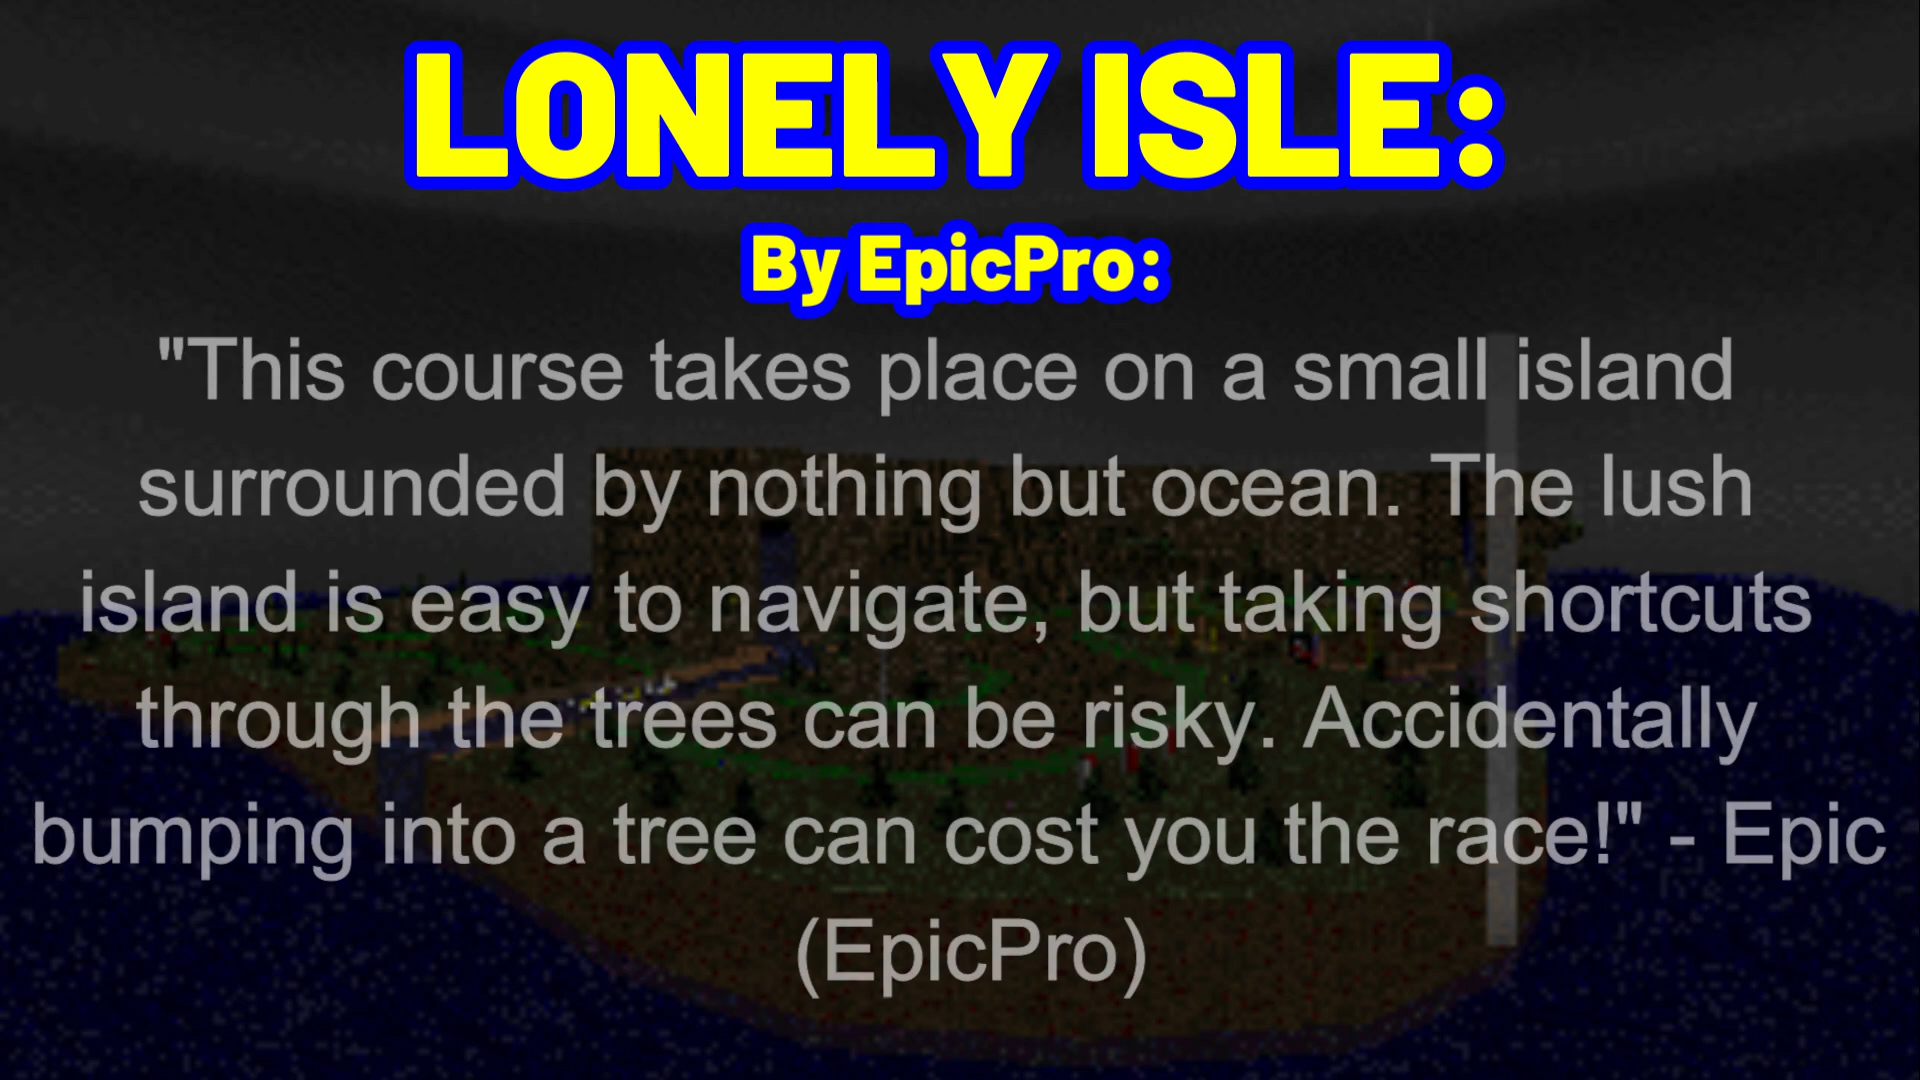 LONELY ISLE:
By EpicPro:
"This course takes place on a small island
surrounded by nothing but ocean. The lush
island is easy to navigate, but taking shortcuts
through the trees can be risky. Accidentally
bumping into a tree can cost you the race!" - Epic
(EpicPro)